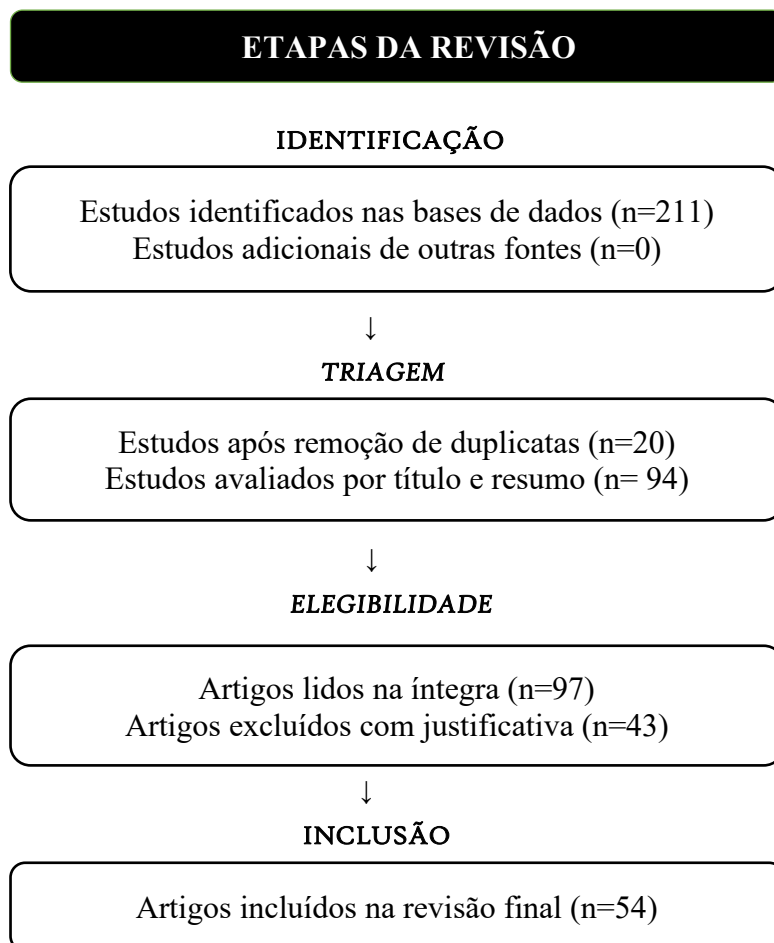 ETAPAS DA REVISÃO
IDENTIFICAÇÃO
Estudos identificados nas bases de dados (n=211)
Estudos adicionais de outras fontes (n=0)
↓
TRIAGEM
Estudos após remoção de duplicatas (n=20)
Estudos avaliados por título e resumo (n= 94)
↓
ELEGIBILIDADE
Artigos lidos na íntegra (n=97)
Artigos excluídos com justificativa (n=43)
↓
INCLUSÃO
Artigos incluídos na revisão final (n=54)